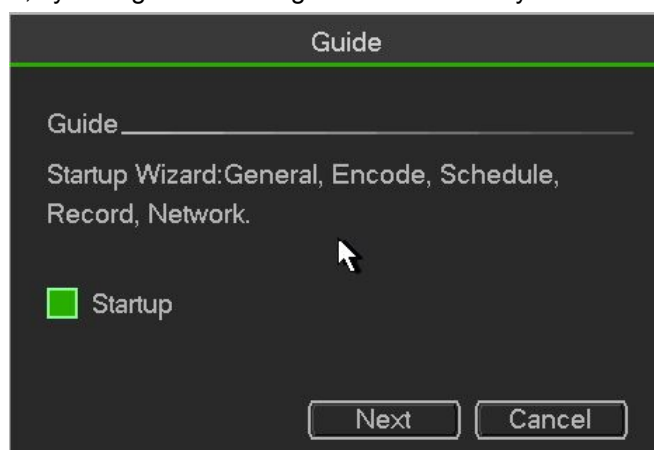 Guide
Guide
Startup Wizard:General, Encode, Schedule,
Record, Network.
Startup
Next Cancel